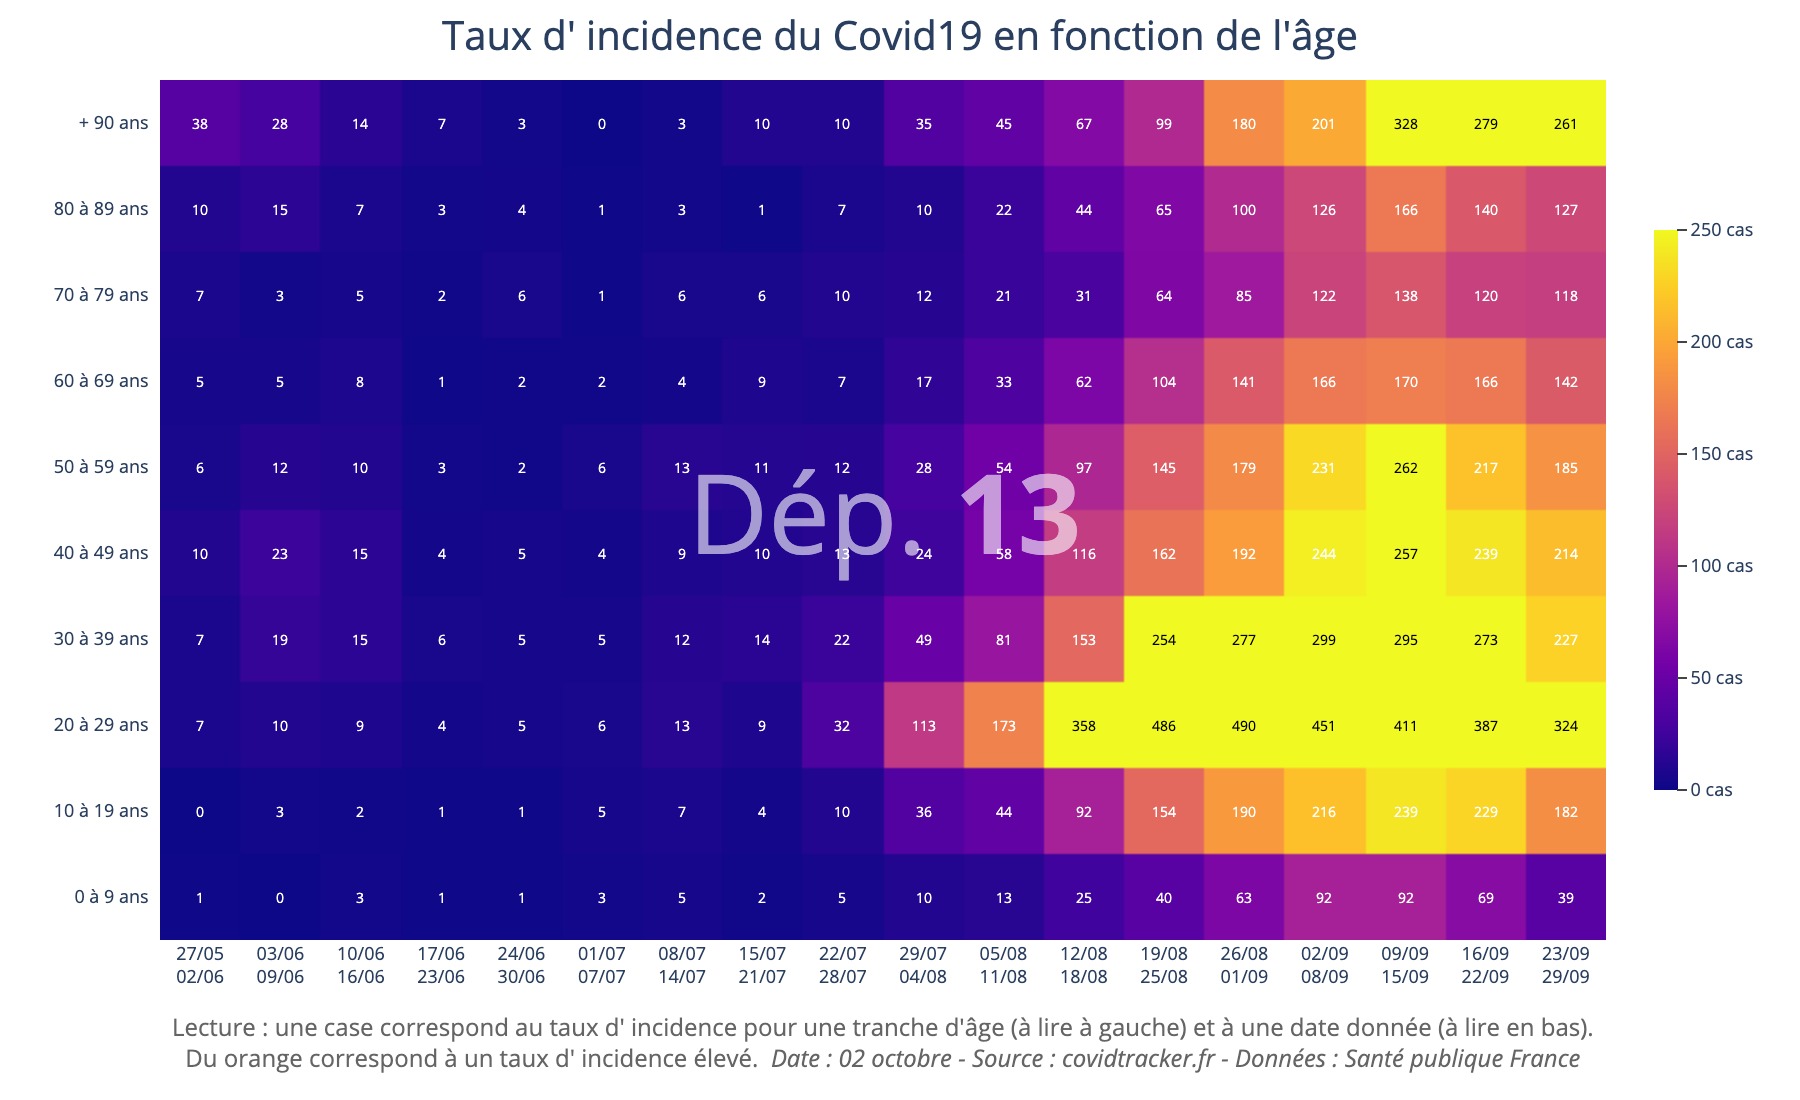 Taux d' incidence du Covid19 en fonction de l'âge
+ 90 ans 38 28 14 7 3 0 3 10 10 35 45 67 99 180 201 328 279 261
80 à 89 ans 10 15 7 3 4 1 3 1 7 10 22 44 65 100 126 166 140 127
70 à 79 ans 7 3 5 2 6 1 6 6 10 12 21 31 64 85 122 138 120 118
60 à 69 ans 5 5 8 1 2 2 4 9 7 17 33 62 104 141 166 170 166 142
50 à 59 ans 6 12 10 3 2 6 13 11 12 28 54 97 145 179 231 262 217 185
Dép. 13
40 à 49 ans 10 23 15 4 5 4 9 10 13 24 58 116 162 192 244 257 239 214
30 à 39 ans 7 19 15 6 5 5 12 14 22 49 81 153 254 277 299 295 273 227
20 à 29 ans 7 10 9 4 5 6 13 9 32 113 173 358 486 490 451 411 387 324
10 à 19 ans 0 3 2 1 1 5 7 4 10 36 44 92 154 190 216 239 229 182
0 à 9 ans 1 0 3 1 1 3 5 2 5 10 13 25 40 63 92 92 69 39
27/05 03/06 10/06 17/06 24/06 01/07 08/07 15/07 22/07 29/07 05/08 12/08 19/08 26/08 02/09 09/09 16/09 23/09
02/06 09/06 16/06 23/06 30/06 07/07 14/07 21/07 28/07 04/08 11/08 18/08 25/08 01/09 08/09 15/09 22/09 29/09
250 cas
200 cas
150 cas
100 cas
50 cas
0 cas
Lecture : une case correspond au taux d' incidence pour une tranche d'âge (à lire à gauche) et à une date donnée (à lire en bas).
Du orange correspond à un taux d' incidence élevé. Date : 02 octobre - Source : covidtracker.fr - Données : Santé publique France